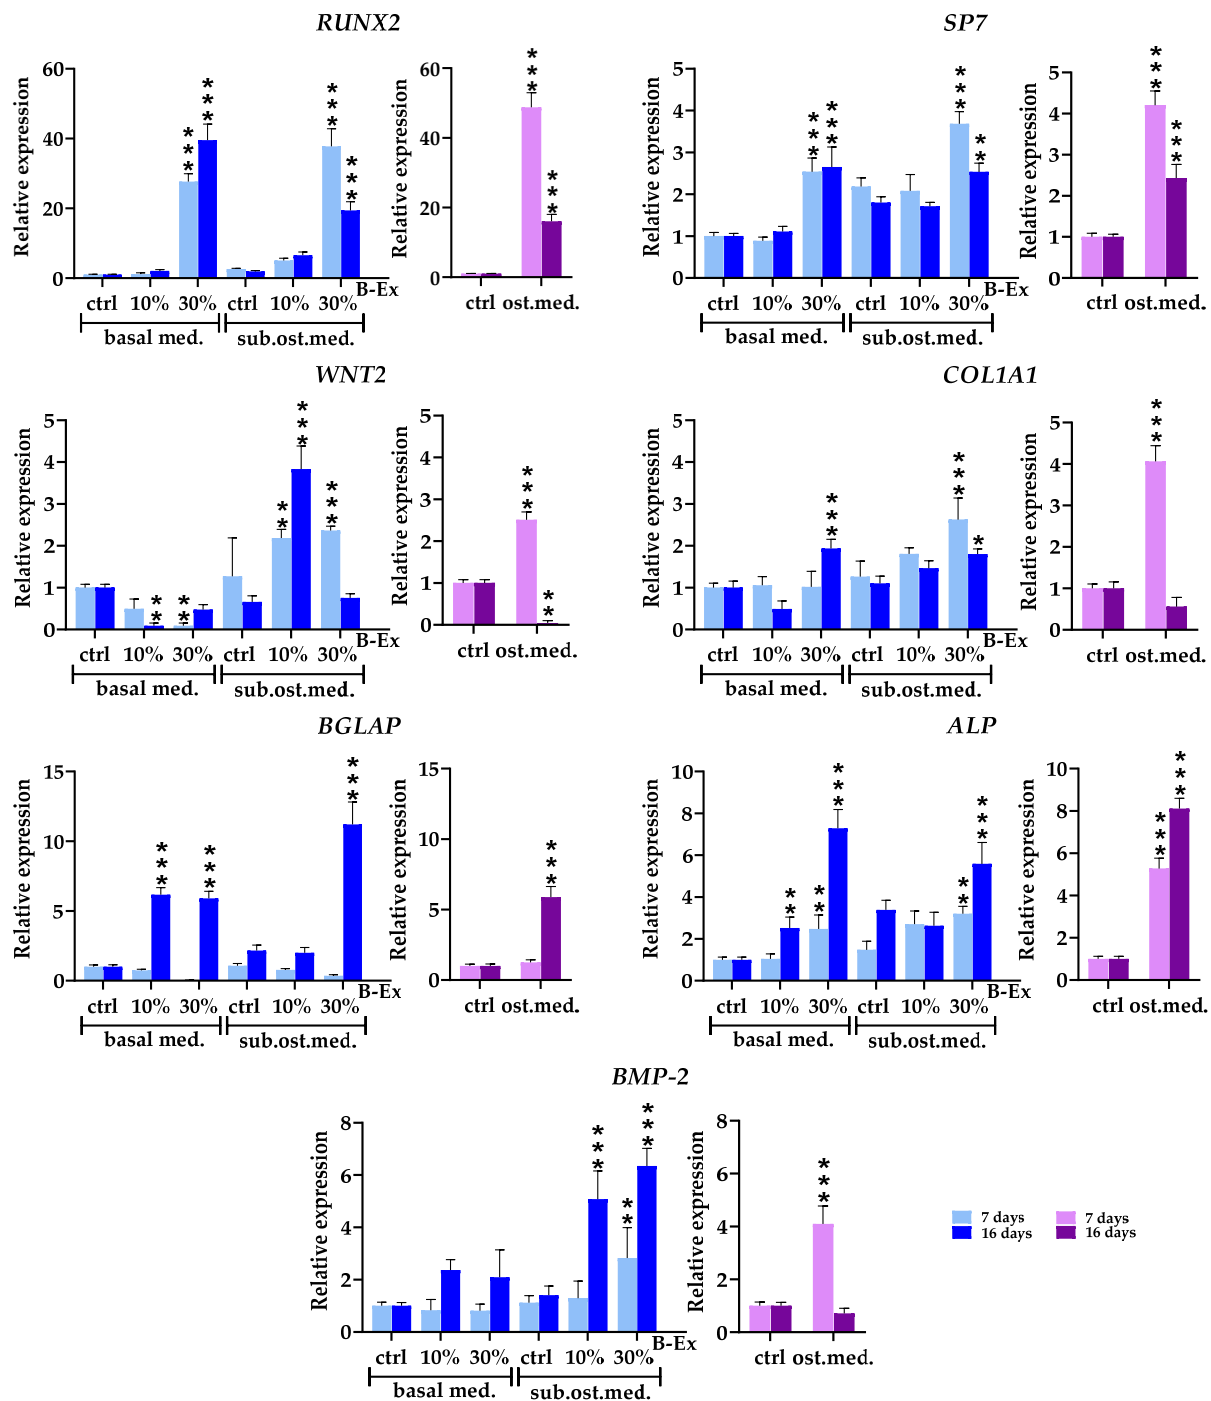 RUNX2
SP7
Relative expression
60
40
20
0
***
***
***
***
ctrl 10% 30% ctrl 10% 30% B-Ex
basal med. sub.ost.med.
Relative expression
60
40
20
0
***
***
ctrl ost.med.
Relative expression
5
4
3
2
1
0
***
***
***
**
ctrl 10% 30% ctrl 10% 30% B-Ex
basal med. sub.ost.med.
Relative expression
5
4
3
2
1
0
***
***
ctrl ost.med.
WNT2
COL1A1
Relative expression
5
4
3
2
1
0
**
**
**
***
***
ctrl 10% 30% ctrl 10% 30% B-Ex
basal med. sub.ost.med.
Relative expression
5
4
3
2
1
0
***
**
ctrl ost.med.
Relative expression
5
4
3
2
1
0
***
***
*
ctrl 10% 30% ctrl 10% 30% B-Ex
basal med. sub.ost.med.
Relative expression
5
4
3
2
1
0
***
ctrl ost.med.
BGLAP
ALP
Relative expression
15
10
5
0
***
***
***
ctrl 10% 30% ctrl 10% 30% B-Ex
basal med. sub.ost.med.
Relative expression
15
10
5
0
***
ctrl ost.med.
Relative expression
10
8
6
4
2
0
**
**
***
**
***
ctrl 10% 30% ctrl 10% 30% B-Ex
basal med. sub.ost.med.
Relative expression
10
8
6
4
2
0
***
***
ctrl ost.med.
BMP-2
Relative expression
8
6
4
2
0
***
**
***
ctrl 10% 30% ctrl 10% 30% B-Ex
basal med. sub.ost.med.
Relative expression
8
6
4
2
0
***
ctrl ost.med.
7 days 7 days
16 days 16 days